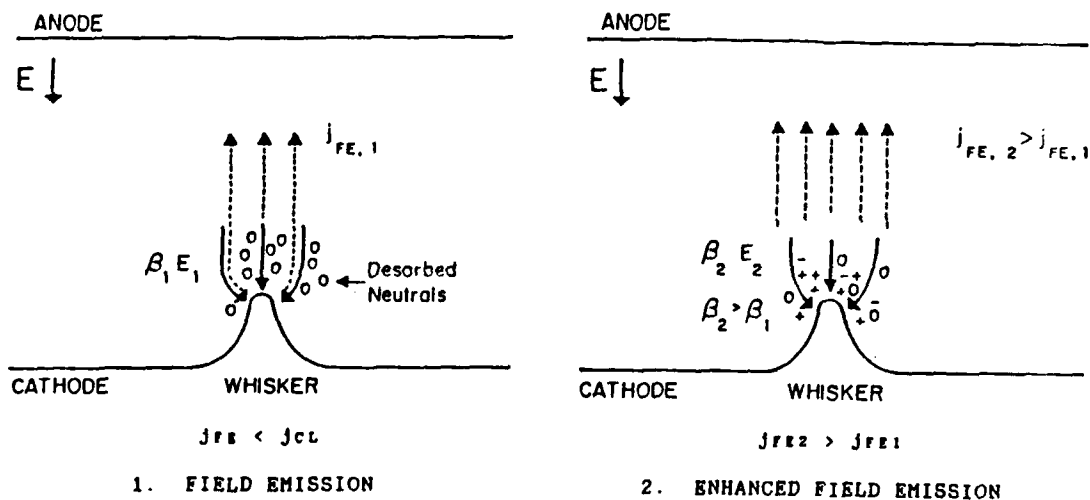 ANODE
E
j FE, 1
β1 E1
Desorbed
Neutrals
CATHODE
WHISKER
jFE < jCL
1. FIELD EMISSION
ANODE
E
j FE, 2 > j FE, 1
β2 E2
β2 > β1
CATHODE
WHISKER
jFE2 > jFE1
2. ENHANCED FIELD EMISSION